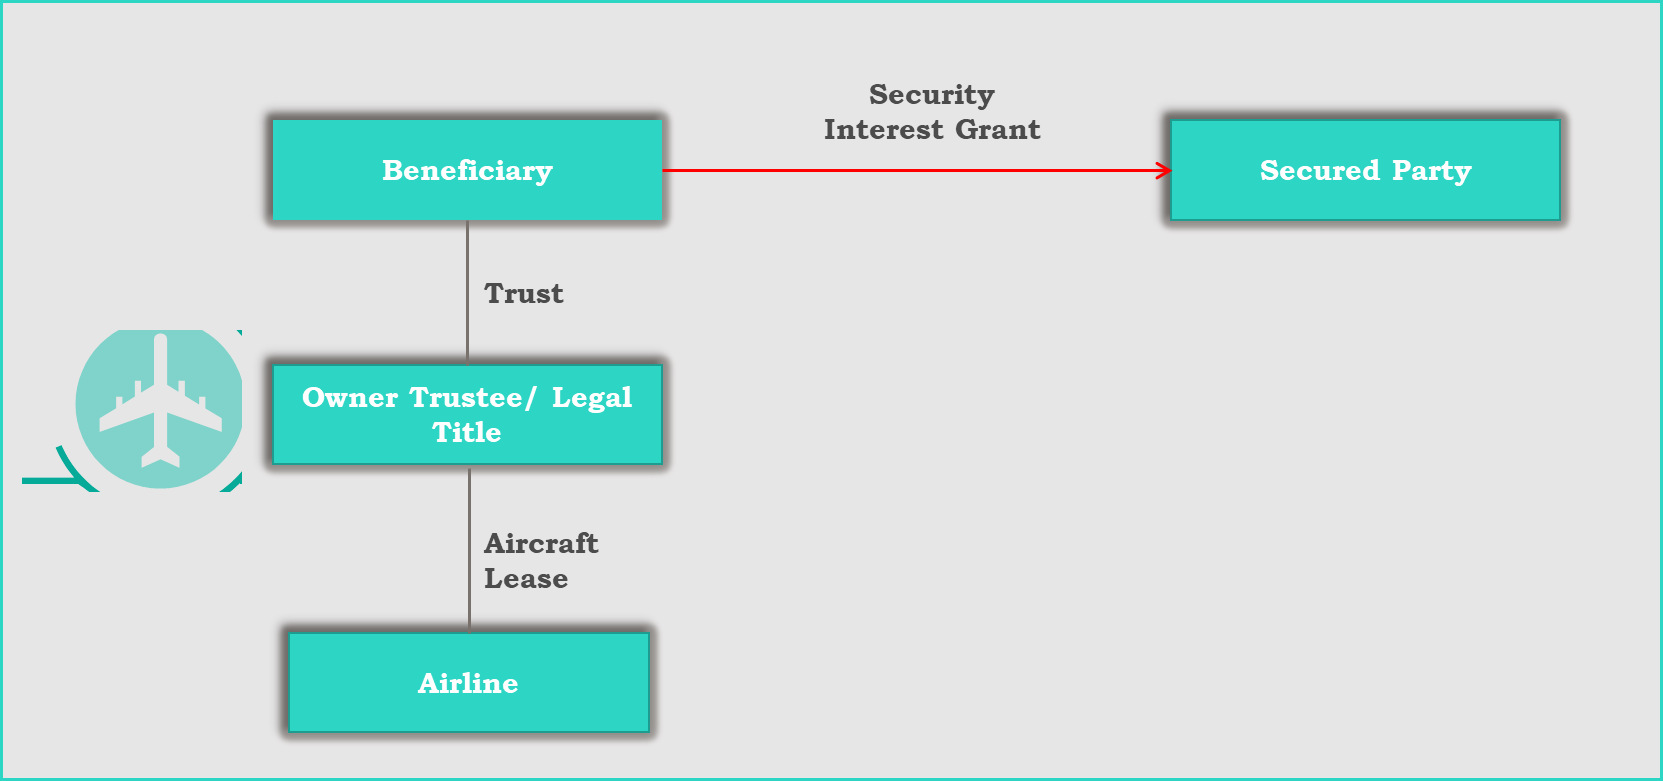 Security
Interest Grant
Beneficiary
Secured Party
Trust
Owner Trustee/ Legal
Title
Aircraft
Lease
Airline